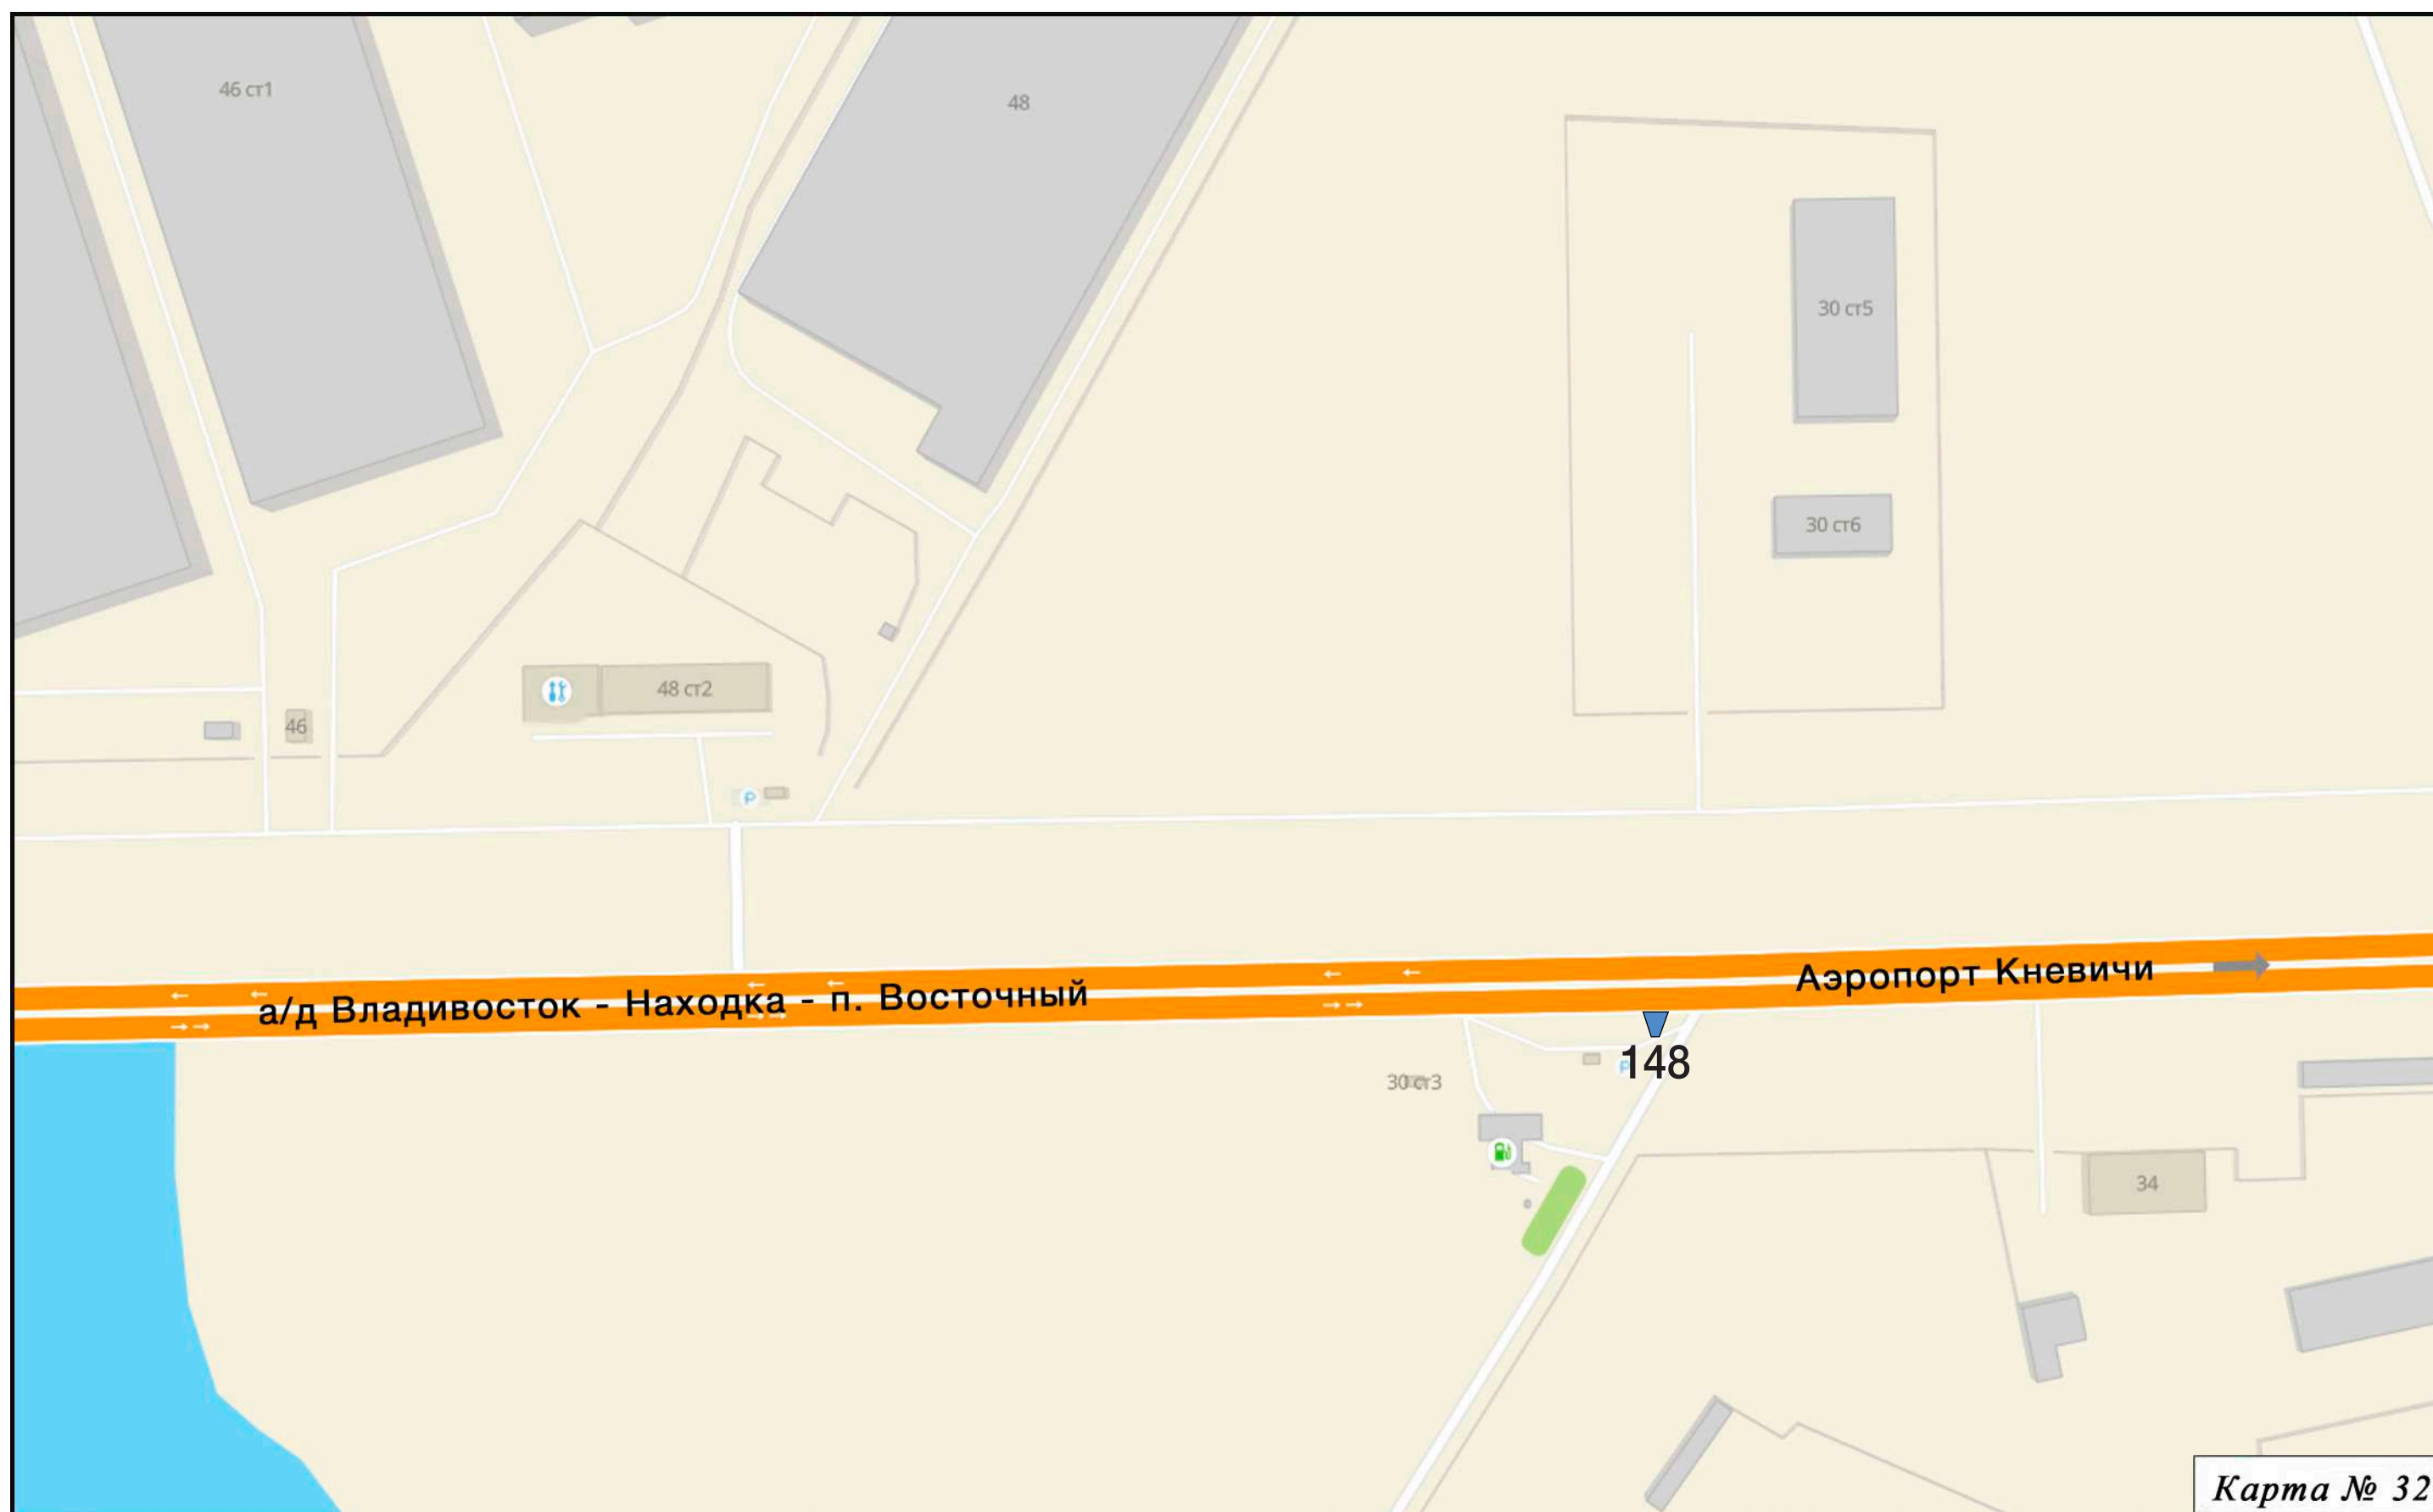 46 ст1
48
30 ст5
30 ст6
48 ст2
46
P
Аэропорт Кневичи
а/д Владивосток - Находка - п. Восточный
148
P
30 ст3
34
Карта № 32